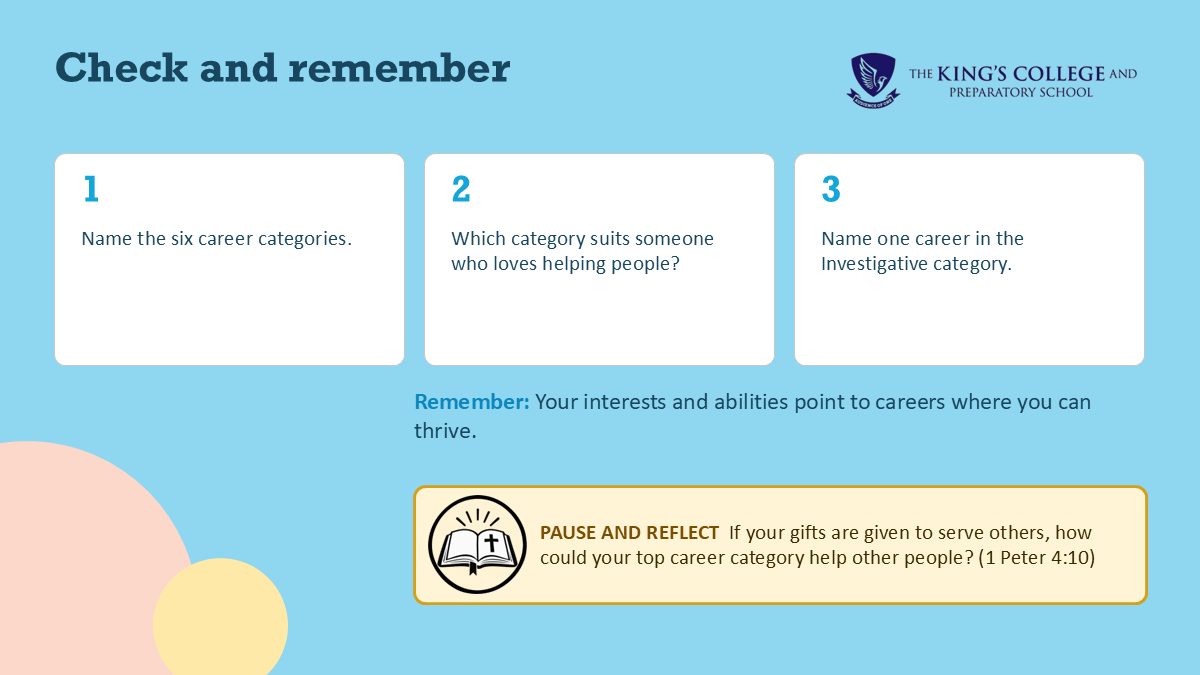 Check and remember
THE KING'S COLLEGE AND
PREPARATORY SCHOOL
AUDIENCE OF ONE
1
Name the six career categories.
2
Which category suits someone
who loves helping people?
3
Name one career in the
Investigative category.
Remember: Your interests and abilities point to careers where you can
thrive.
PAUSE AND REFLECT If your gifts are given to serve others, how
could your top career category help other people? (1 Peter 4:10)